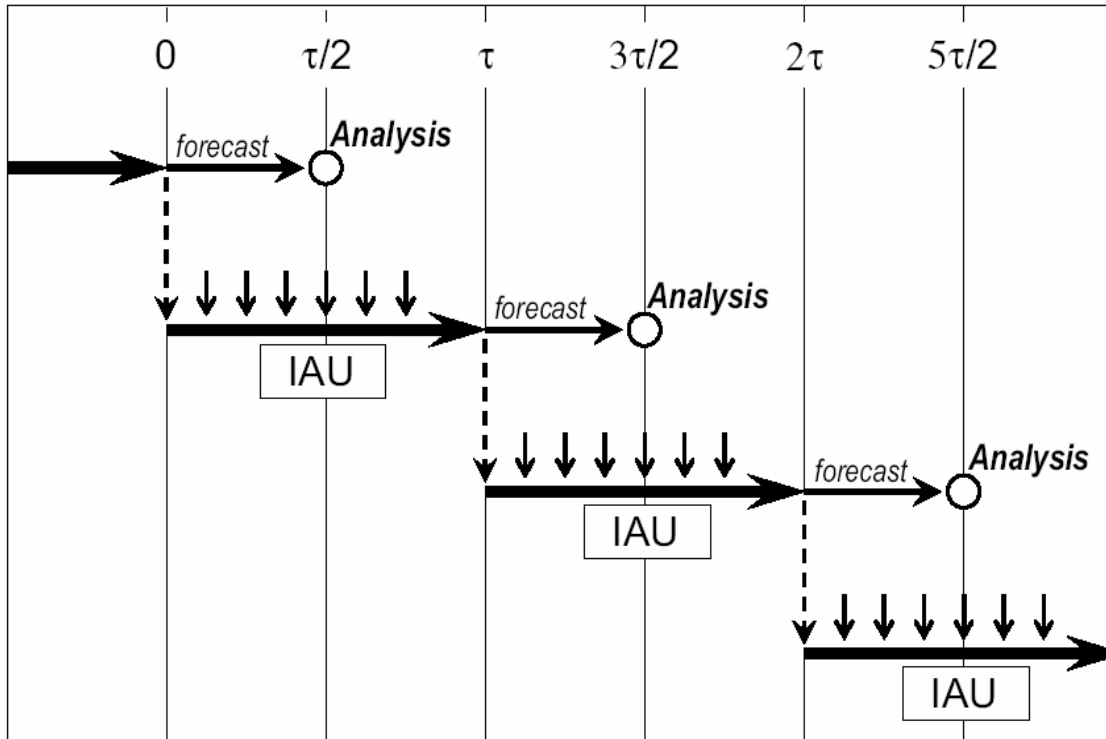 0 τ/2 τ 3τ/2 2τ 5τ/2
forecast Analysis
forecast Analysis
IAU
forecast Analysis
IAU
IAU